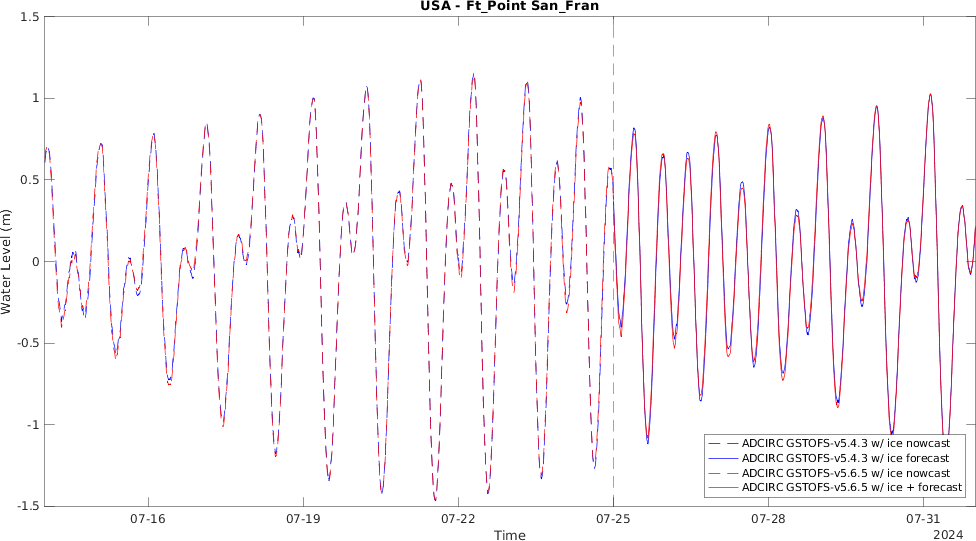 USA - Ft_Point San_Fran
1.5
1
0.5
0
-0.5
-1
-1.5
Water Level (m)
07-16
07-19
07-22
07-25
07-28
07-31
2024
Time
ADCIRC GSTOFS-v5.4.3 w/ ice nowcast
ADCIRC GSTOFS-v5.4.3 w/ ice forecast
ADCIRC GSTOFS-v5.6.5 w/ ice nowcast
ADCIRC GSTOFS-v5.6.5 w/ ice + forecast